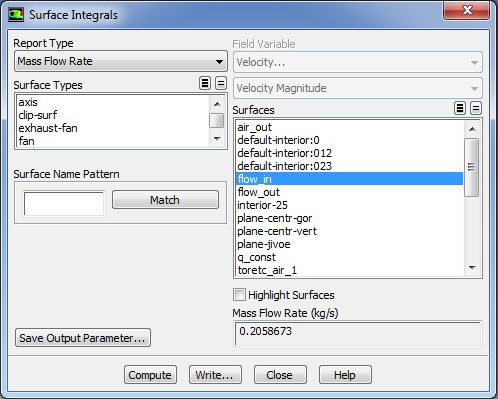 Surface Integrals
Report Type
Mass Flow Rate
Surface Types
axis
clip-surf
exhaust-fan
fan
Surface Name Pattern
Match
Save Output Parameter...
Field Variable
Velocity...
Velocity Magnitude
Surfaces
air_out
default-interior:0
default-interior:012
default-interior:023
flow_in
flow_out
interior-25
plane-centr-gor
plane-centr-vert
plane-jivoe
q_const
toretc_air_1
Highlight Surfaces
Mass Flow Rate (kg/s)
0.2058673
Compute Write... Close Help